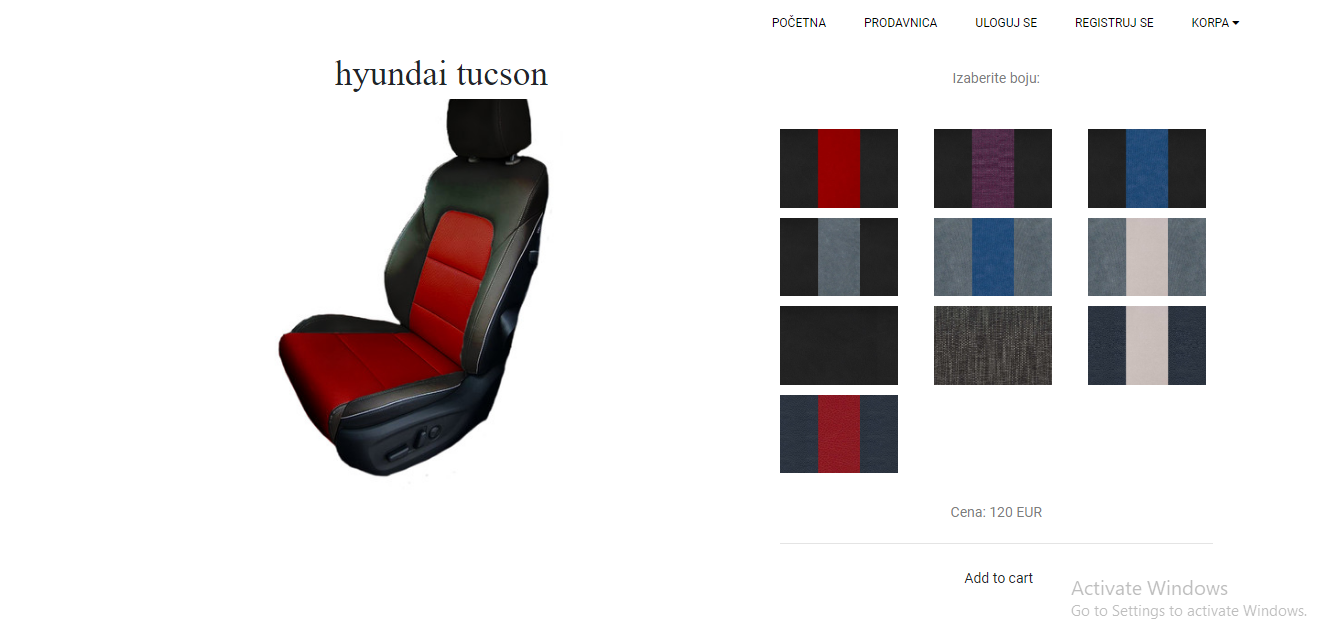 POČETNA PRODAVNICA ULOGUJ SE REGISTRUJ SE KORPA
hyundai tucson
Izaberite boju:
Cena: 120 EUR
Add to cart
Activate Windows
Go to Settings to activate Windows.